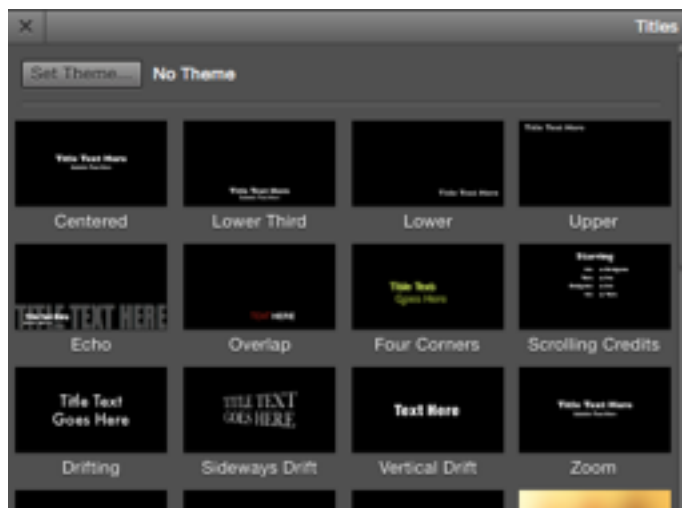 Titles
Set Theme... No Theme
Title Text Here
Centered
Title Text Here
Lower Third
Title Text Here
Lower
Title Text Here
Upper
TITLE TEXT HERE
Echo
TEXT HERE
Overlap
Title Text
Goes Here
Four Corners
Starring
Scrolling Credits
Title Text
Goes Here
Drifting
TITLE TEXT
GOES HERE
Sideways Drift
Text Here
Vertical Drift
Title Text Here
Zoom